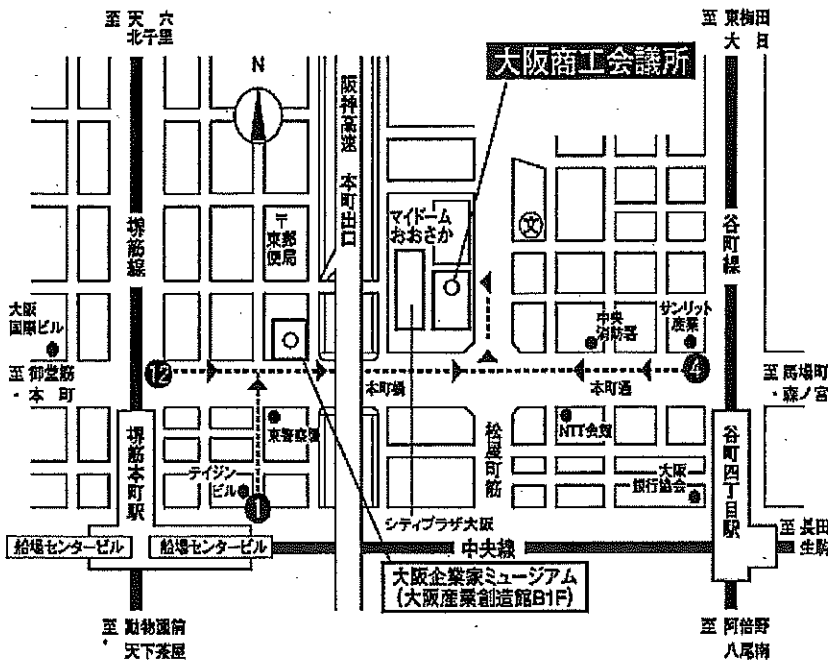 至 天六
北千里
至 東梅田
大日
N
大阪商工会議所
阪神高速 本町出口
〒
東郵
便局
マイドーム
おおさか
文
堺筋線
谷町線
大阪
国際ビル
中央
消防署
サンリット
産業
至 御堂筋
・本町
12
本町橋
本町通
4
至 馬場町
・森ノ宮
東警察署
NTT会館
堺筋本町駅
松屋町筋
谷町四丁目駅
テイジン
ビル
1
大阪
銀行協会
シティプラザ大阪
至 長田
生駒
船場センタービル
船場センタービル
中央線
大阪企業家ミュージアム
(大阪産業創造館B1F)
至 動物園前
・天下茶屋
至 阿倍野
八尾南